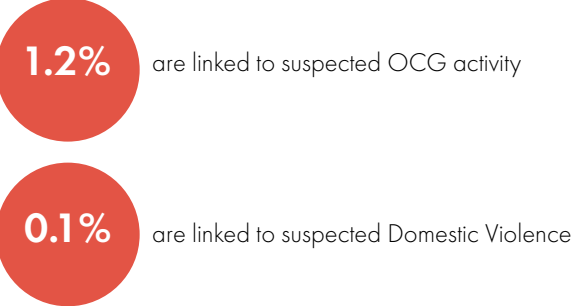 1.2% are linked to suspected OCG activity
0.1% are linked to suspected Domestic Violence